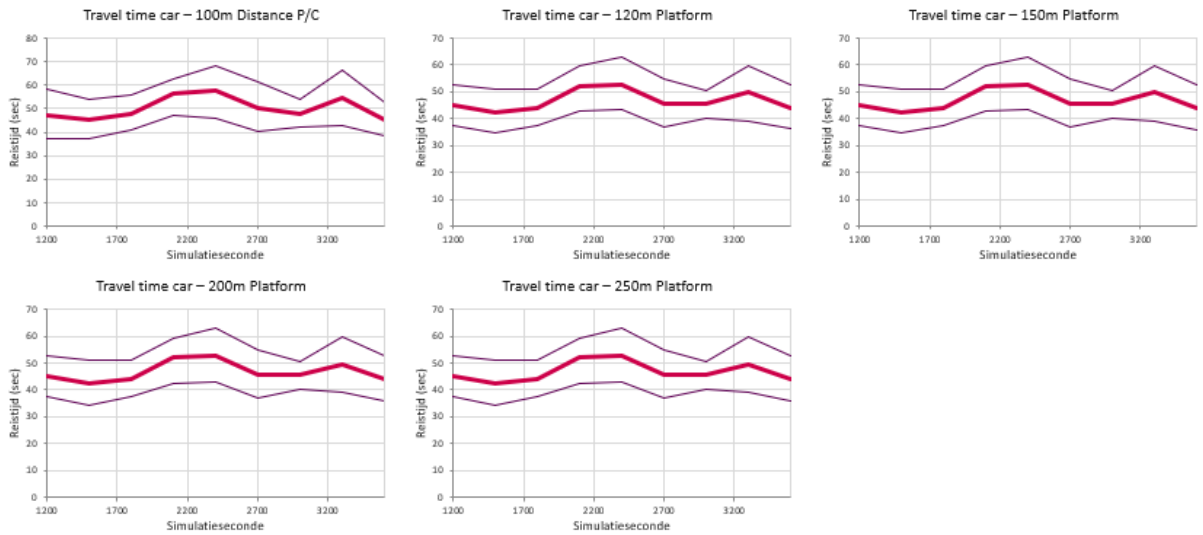 Travel time car – 100m Distance P/C
80
70
60
50
40
30
20
10
0
Reistijd (sec)
1200 1700 2200 2700 3200
Simulatieseconde
Travel time car – 120m Platform
70
60
50
40
30
20
10
0
Reistijd (sec)
1200 1700 2200 2700 3200
Simulatieseconde
Travel time car – 150m Platform
70
60
50
40
30
20
10
0
Reistijd (sec)
1200 1700 2200 2700 3200
Simulatieseconde
Travel time car – 200m Platform
70
60
50
40
30
20
10
0
Reistijd (sec)
1200 1700 2200 2700 3200
Simulatieseconde
Travel time car – 250m Platform
70
60
50
40
30
20
10
0
Reistijd (sec)
1200 1700 2200 2700 3200
Simulatieseconde